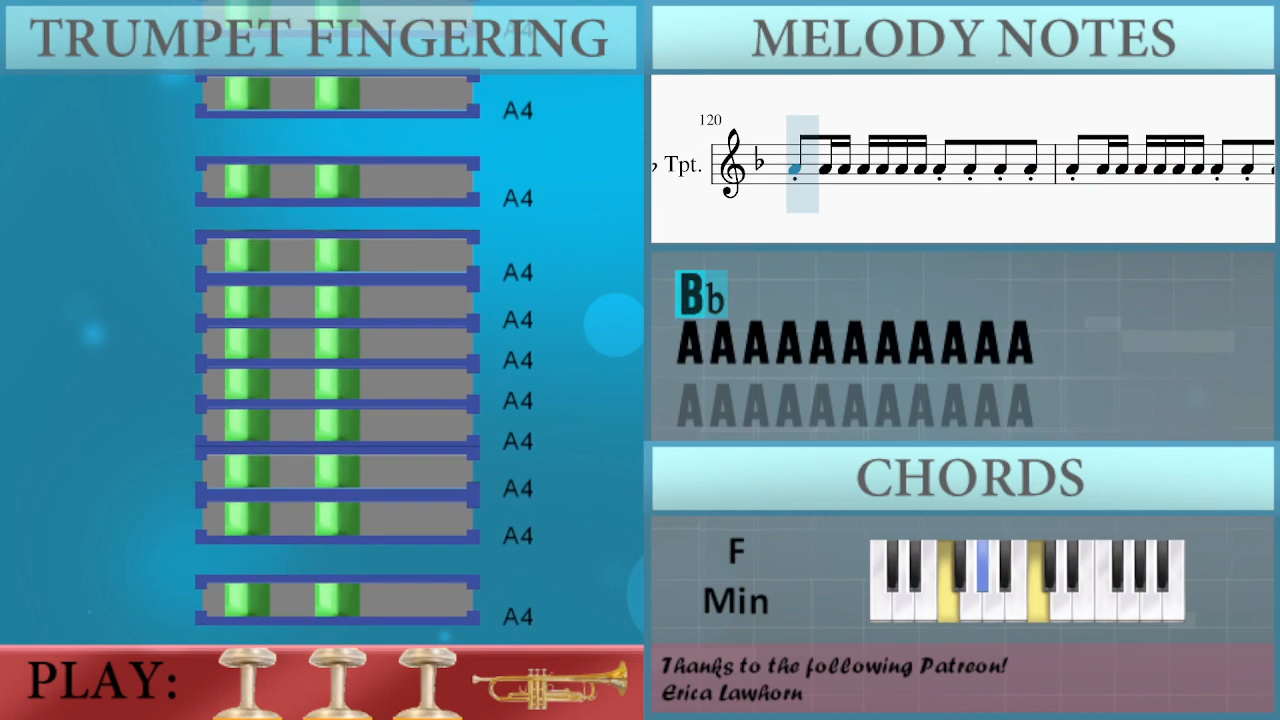 TRUMPET FINGERING
A4
A4
A4
A4
A4
A4
A4
A4
A4
A4
A4
PLAY:
MELODY NOTES
120
♭ Tpt.
Bb
AAAAAAAAAAA
AAAAAAAAAAA
CHORDS
F
Min
Thanks to the following Patreon!
Erica Lawhorn